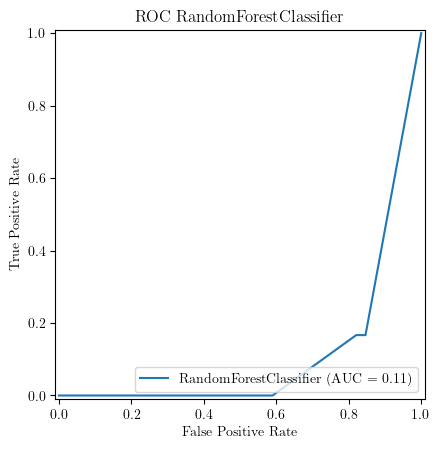 ROC RandomForestClassifier
True Positive Rate
1.0
0.8
0.6
0.4
0.2
0.0
RandomForestClassifier (AUC = 0.11)
0.0 0.2 0.4 0.6 0.8 1.0
False Positive Rate